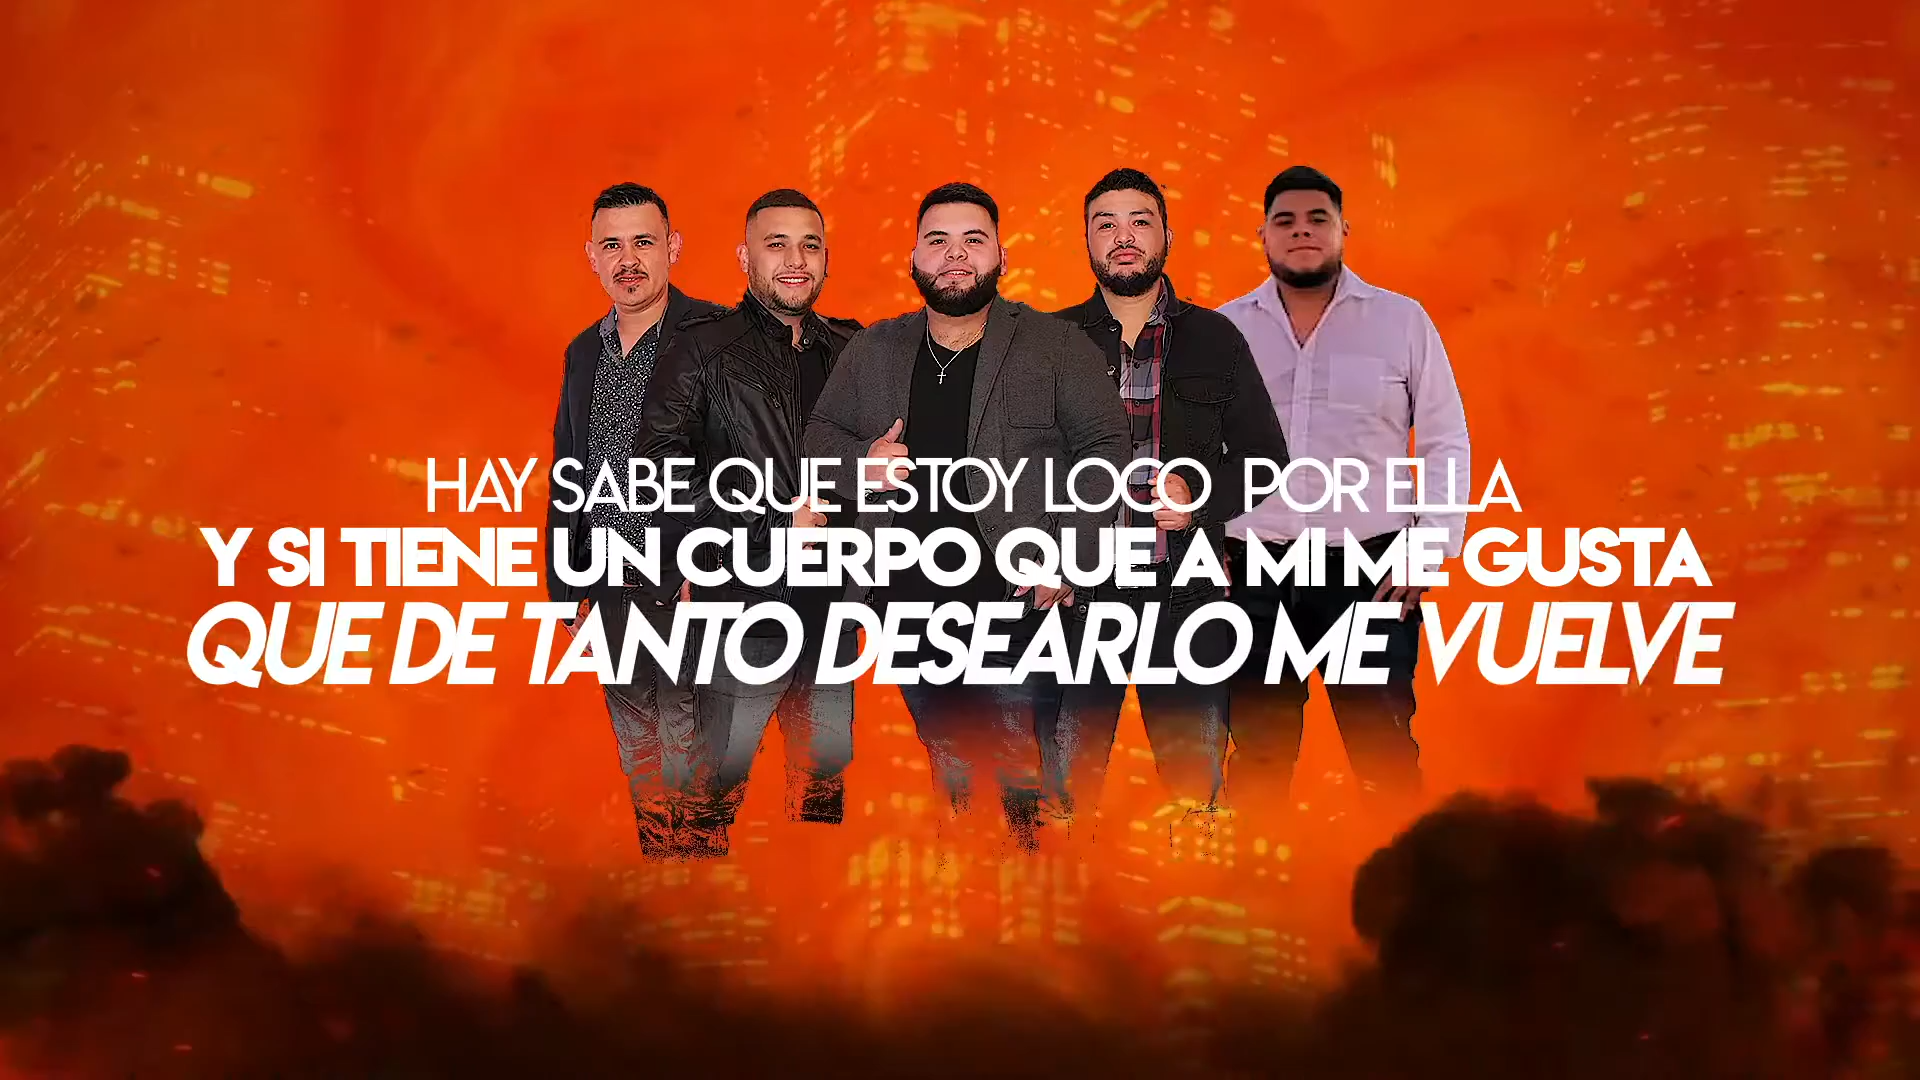 HAY SABE QUE ESTOY LOCO POR ELLA
Y SI TIENE UN CUERPO QUE A MI ME GUSTA
QUE DE TANTO DESEARLO ME VUELVE